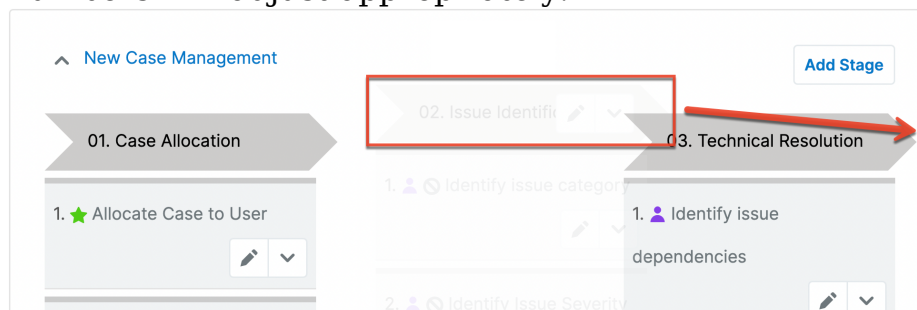 New Case Management
Add Stage
01. Case Allocation
02. Issue Identific
03. Technical Resolution
1. Allocate Case to User
1. Identify issue category
1. Identify issue
dependencies
2. Identify Issue Severity